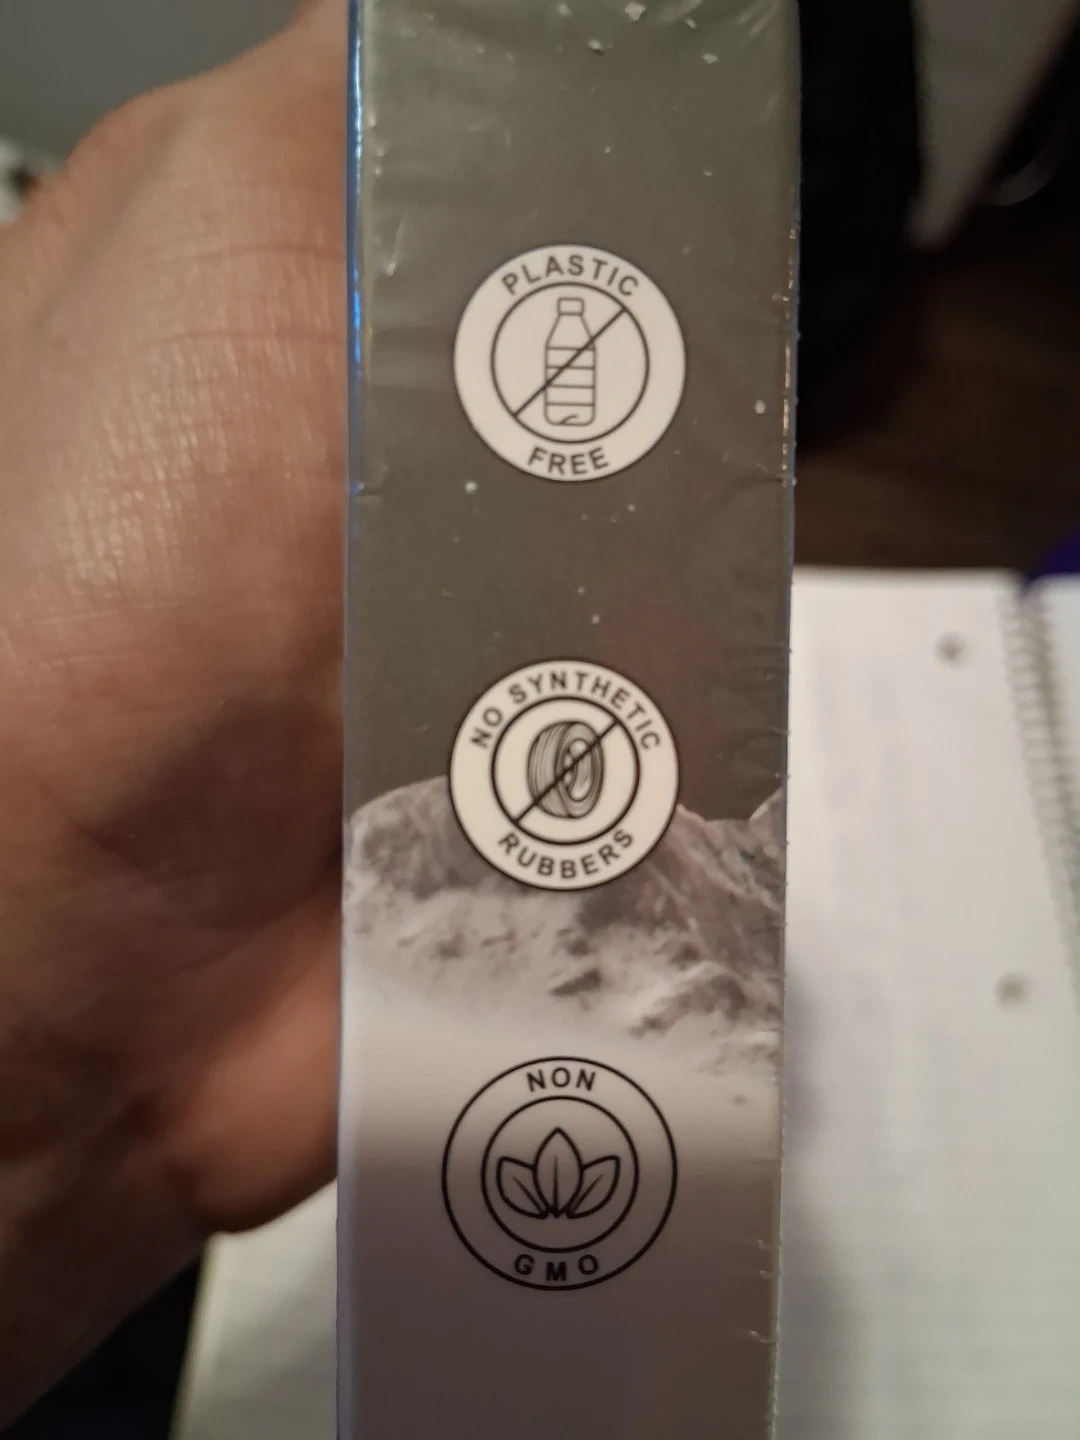 PLASTIC
FREE
NO SYNTHETIC
RUBBERS
NON
GMO